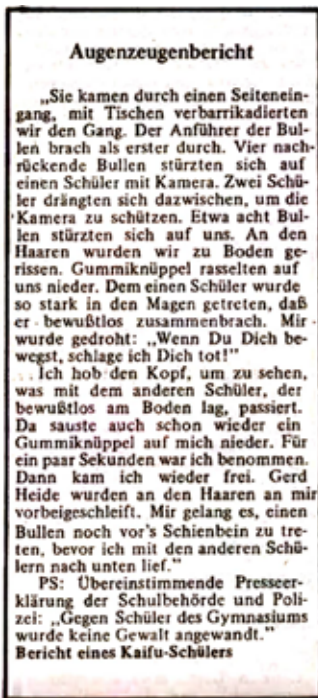 Augenzeugenbericht
„Sie kamen durch einen Seitenein-
gang, mit Tischen verbarrikadierten
wir den Gang. Der Anführer der Bul-
len brach als erster durch. Vier nach-
rückende Bullen stürzten sich auf
einen Schüler mit Kamera. Zwei Schü-
ler drängten sich dazwischen, um die
Kamera zu schützen. Etwa acht Bul-
len stürzten sich auf uns. An den
Haaren wurden wir zu Boden ge-
rissen. Gummiknüppel rasselten auf
uns nieder. Dem einen Schüler wurde
so stark in den Magen getreten, daß
er bewußtlos zusammenbrach. Mir
wurde gedroht: „Wenn Du Dich be-
wegst, schlage ich Dich tot!"
Ich hob den Kopf, um zu sehen,
was mit dem anderen Schüler, der
bewußtlos am Boden lag, passiert.
Da sauste auch schon wieder ein
Gummiknüppel auf mich nieder. Für
ein paar Sekunden war ich benommen.
Dann kam ich wieder frei. Gerd
Heide wurden an den Haaren an mir
vorbeigeschleift. Mir gelang es, einen
Bullen noch vor's Schienbein zu tre-
ten, bevor ich mit den anderen Schü-
lern nach unten lief."
PS: Übereinstimmende Presseer-
klärung der Schulbehörde und Poli-
zei: „Gegen Schüler des Gymnasiums
wurde keine Gewalt angewandt."
Bericht eines Kaifu-Schülers